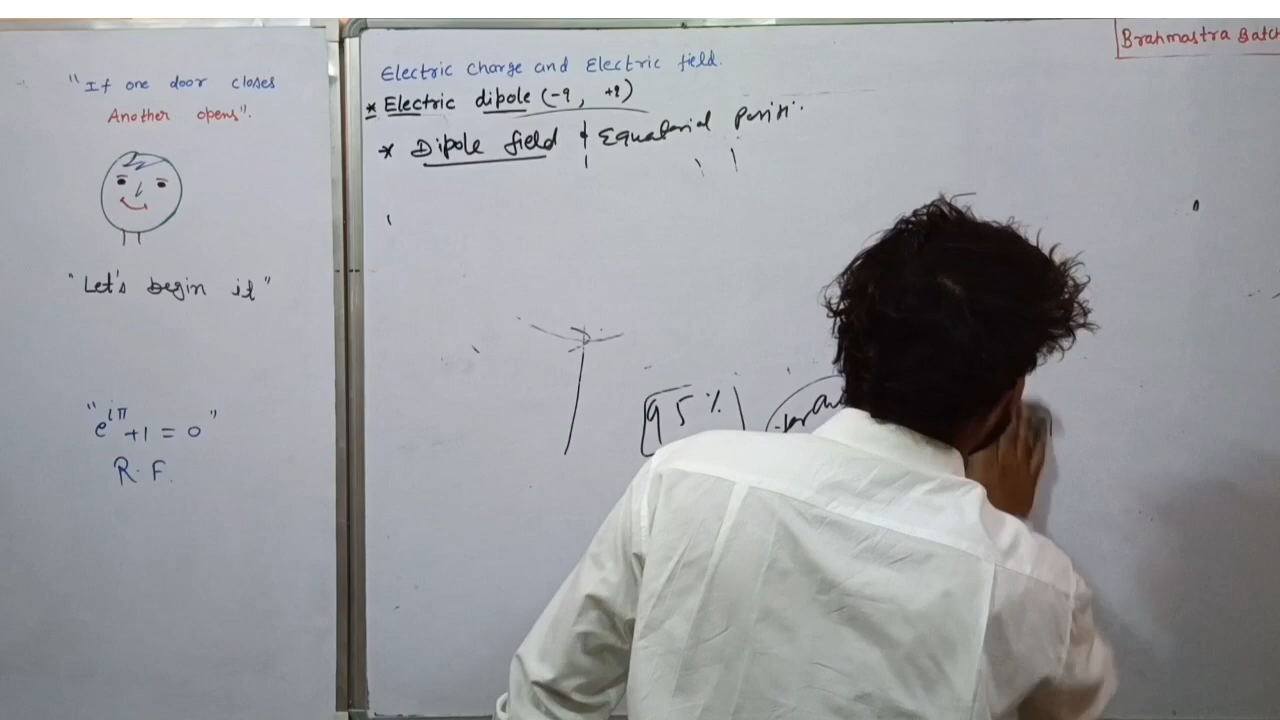 "If one door closes
Another opens".
"Let's begin it"
"e^iπ +1 = 0"
R. F.
Brahmastra Batch
Electric Charge and Electric field.
* Electric dipole (-q, +q)
* Dipole field & Equatorial
95%